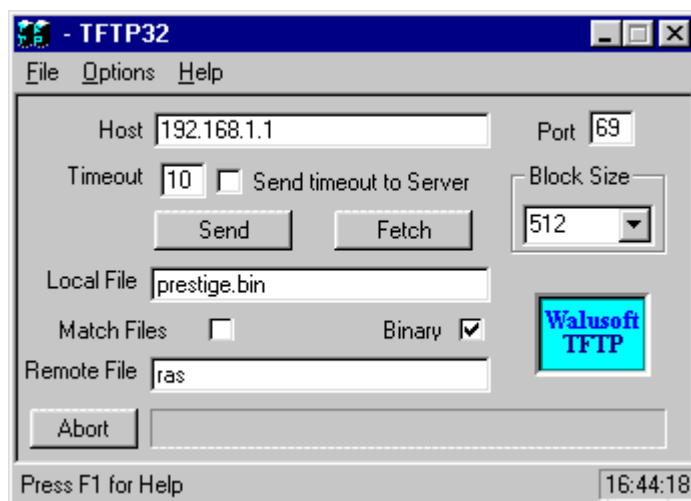 - TFTP32
File Options Help
Host 192.168.1.1 Port 69
Timeout 10 Send timeout to Server Block Size
Send Fetch 512
Local File prestige.bin
Match Files Binary
Walusoft
TFTP
Remote File ras
Abort
Press F1 for Help 16:44:18